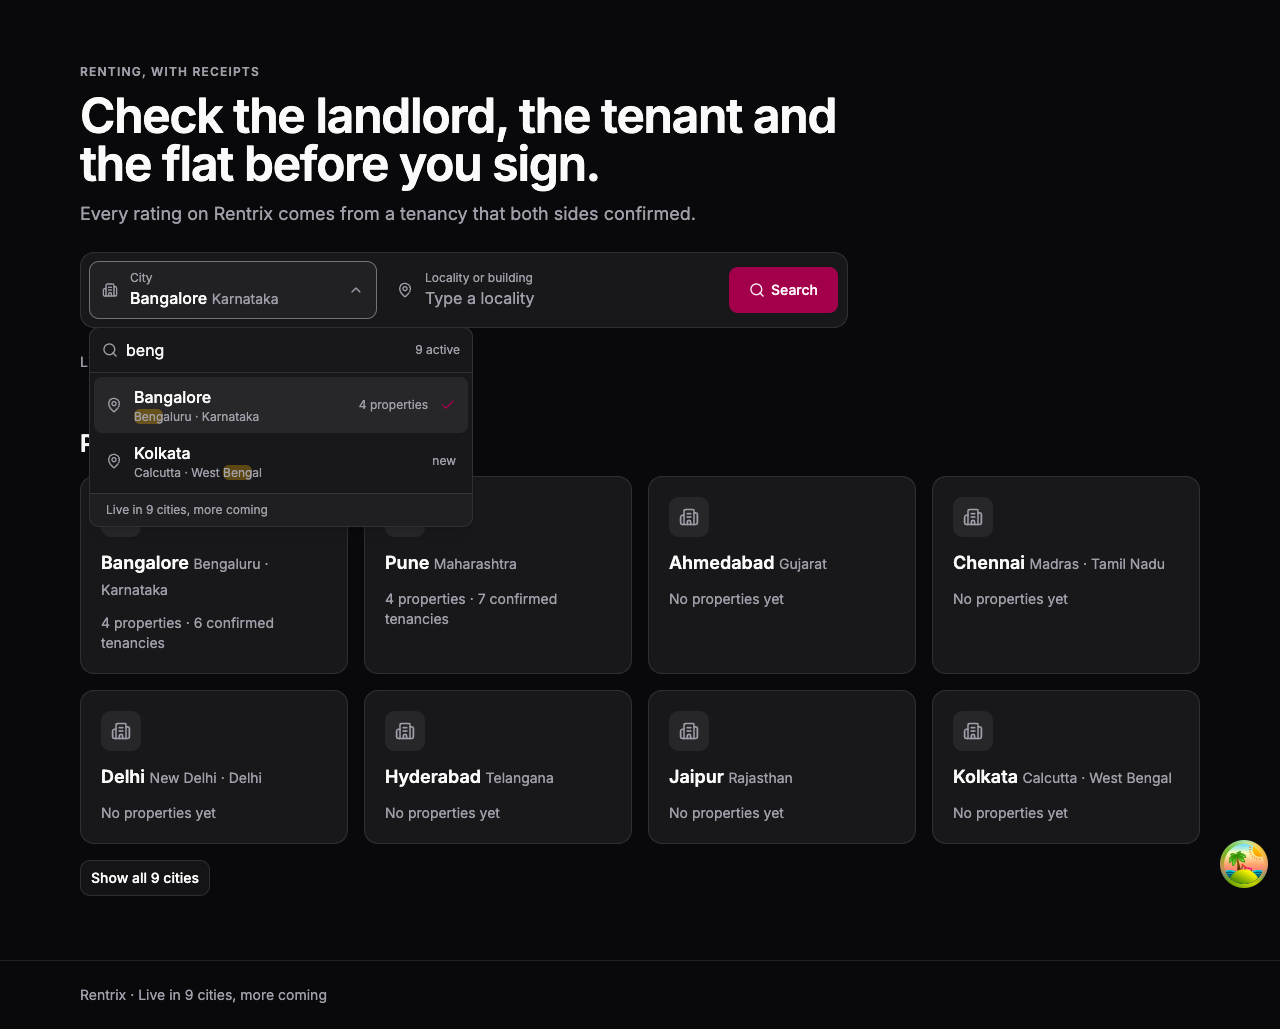 RENTING, WITH RECEIPTS
Check the landlord, the tenant and
the flat before you sign.
Every rating on Rentrix comes from a tenancy that both sides confirmed.
City
Bangalore Karnataka
Locality or building
Type a locality
Search
beng
9 active
Bangalore
Bengaluru · Karnataka
4 properties
Kolkata
Calcutta · West Bengal
new
Live in 9 cities, more coming
Bangalore Bengaluru ·
Karnataka
4 properties · 6 confirmed
tenancies
Pune Maharashtra
4 properties · 7 confirmed
tenancies
Ahmedabad Gujarat
No properties yet
Chennai Madras · Tamil Nadu
No properties yet
Delhi New Delhi · Delhi
No properties yet
Hyderabad Telangana
No properties yet
Jaipur Rajasthan
No properties yet
Kolkata Calcutta · West Bengal
No properties yet
Show all 9 cities
Rentrix · Live in 9 cities, more coming